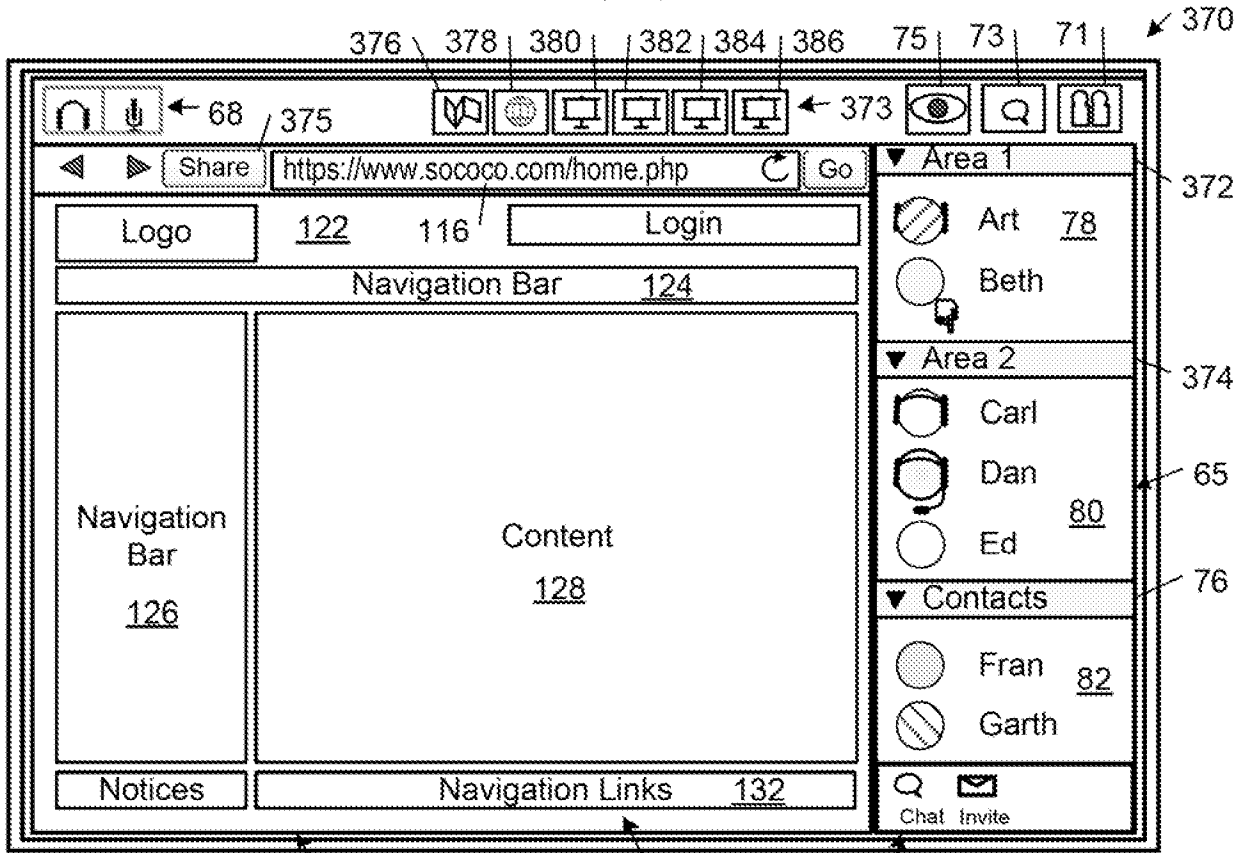 370
376 378 380 382 384 386 75 73 71
68 375 373
Share https://www.sococo.com/home.php Go
Area 1
372
Logo 122 116 Login
Art 78
Navigation Bar 124
Beth
Area 2
374
Carl
Dan
65
Navigation
Bar
126
Content
128
80
Ed
76
Contacts
Fran 82
Garth
Notices Navigation Links 132
Chat Invite